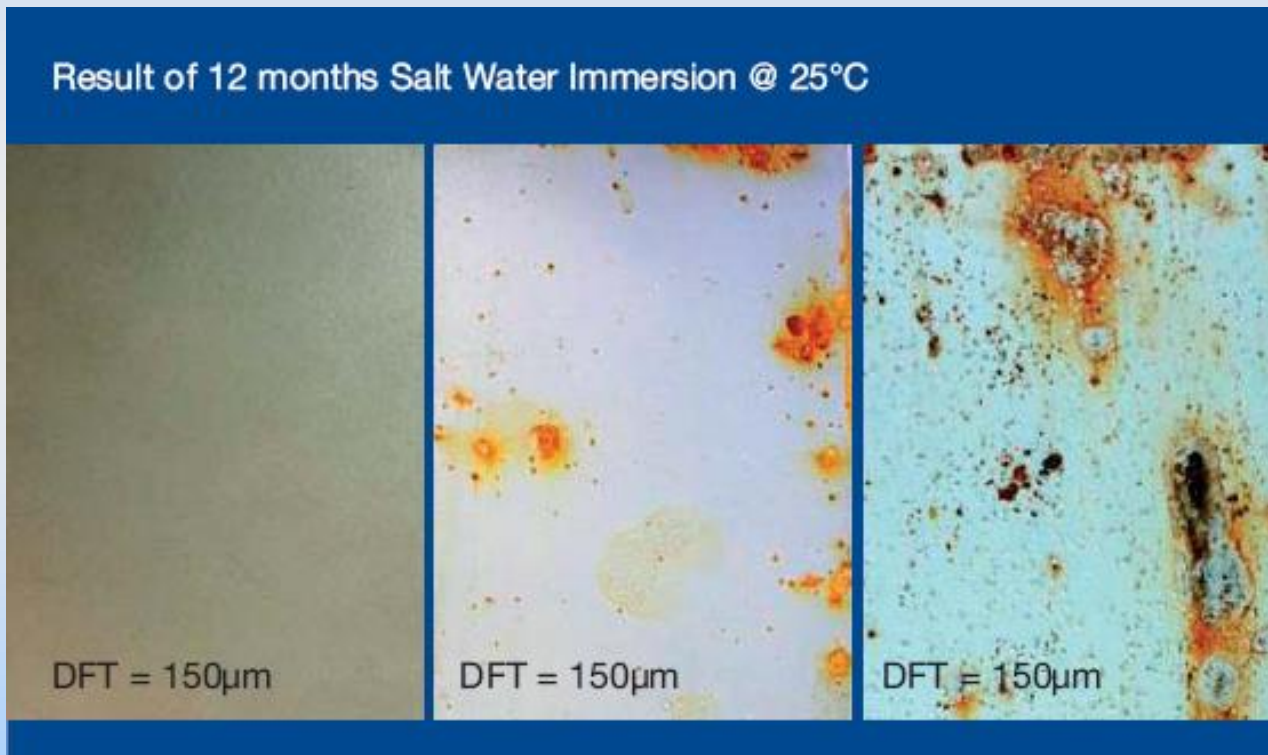 Result of 12 months Salt Water Immersion @ 25°C
DFT = 150µm
DFT = 150µm
DFT = 150µm